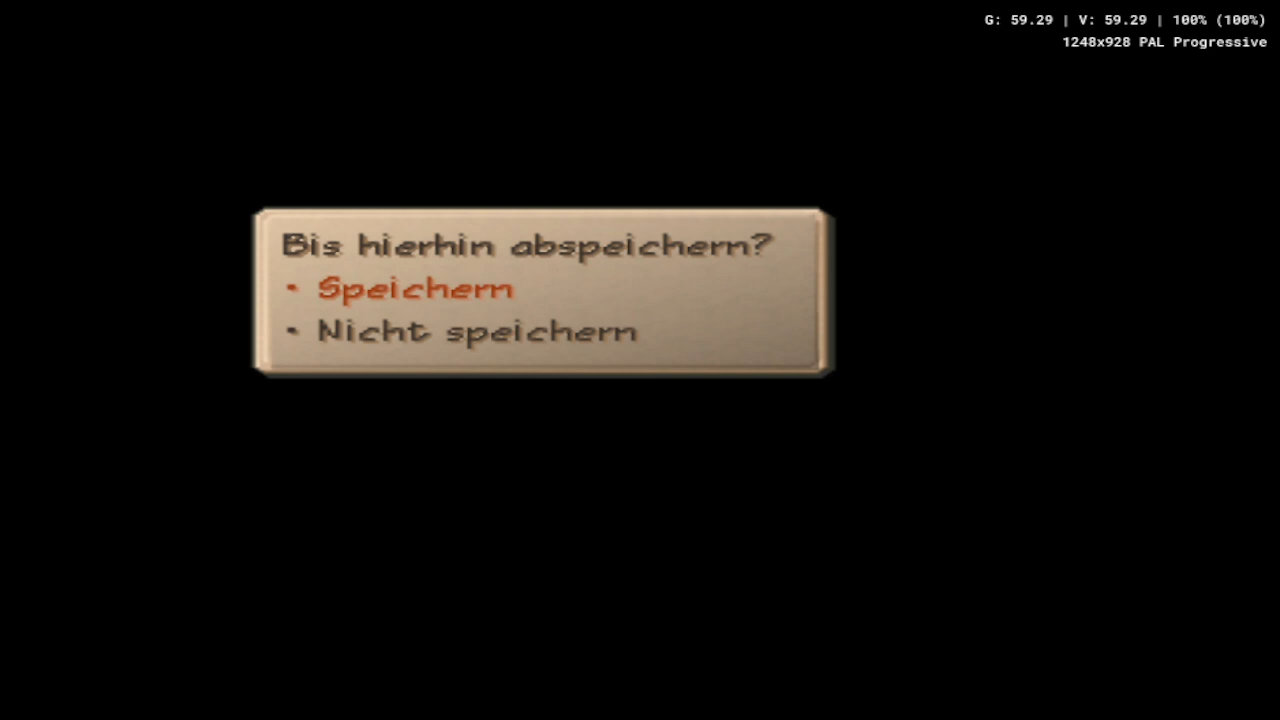 G: 59.29 | V: 59.29 | 100% (100%)
1248x928 PAL Progressive
Bis hierhin abspeichern?
• Speichern
• Nicht speichern